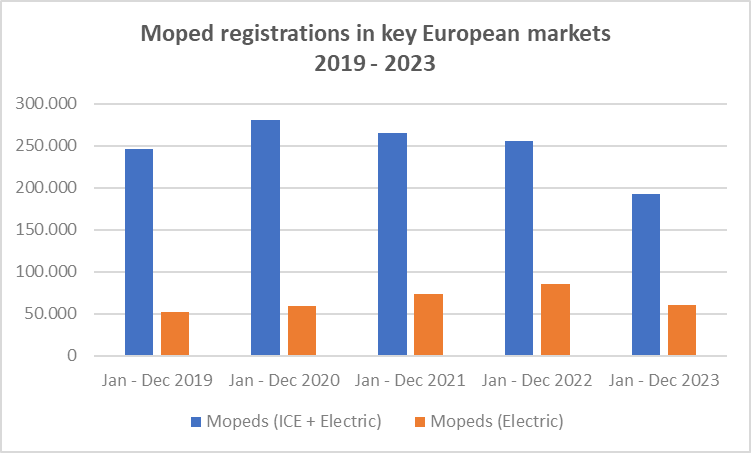 Moped registrations in key European markets
2019 - 2023
300.000
250.000
200.000
150.000
100.000
50.000
0
Jan - Dec 2019 Jan - Dec 2020 Jan - Dec 2021 Jan - Dec 2022 Jan - Dec 2023
Mopeds (ICE + Electric) Mopeds (Electric)